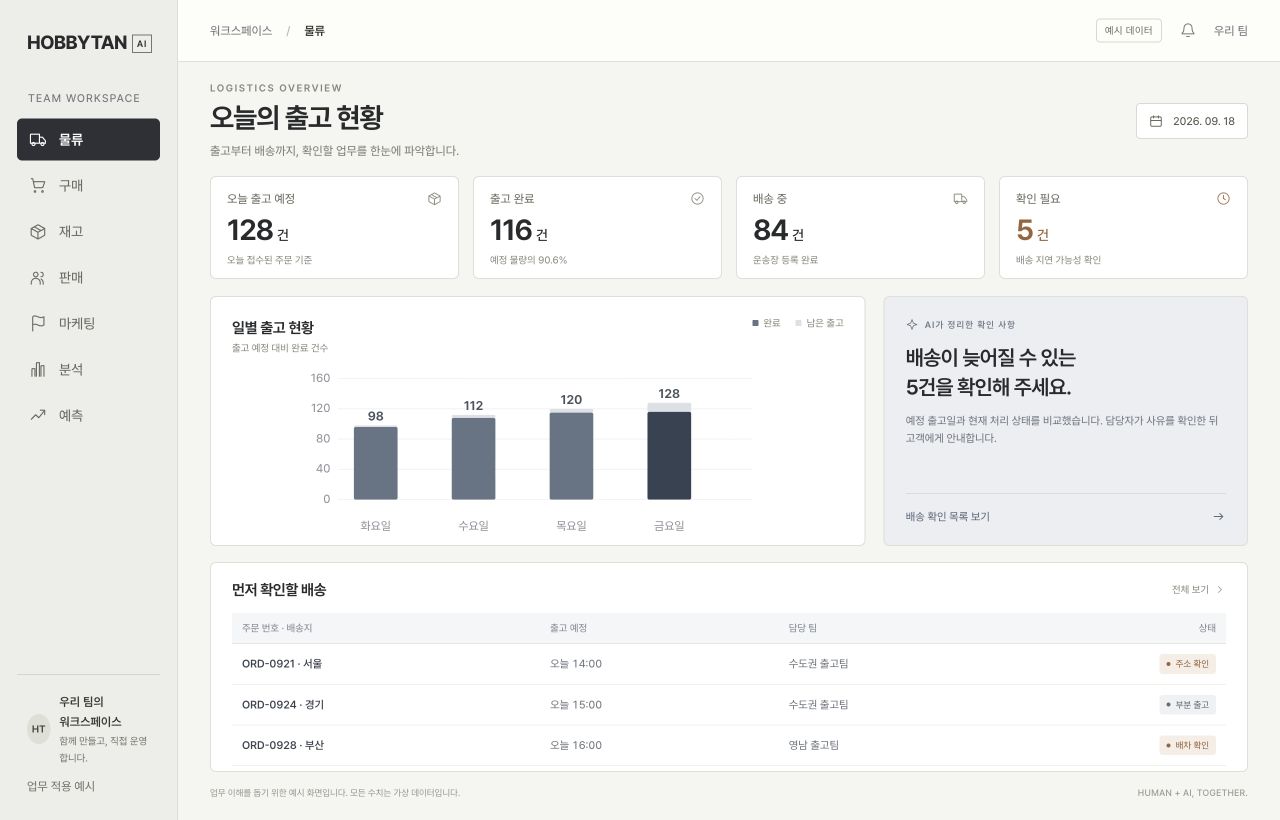 HOBBYTAN AI
TEAM WORKSPACE
물류
구매
재고
판매
마케팅
분석
예측
HT
우리 팀의
워크스페이스
함께 만들고, 직접 운영
합니다.
업무 적용 예시
워크스페이스 / 물류
예시 데이터
우리 팀
LOGISTICS OVERVIEW
오늘의 출고 현황
출고부터 배송까지, 확인할 업무를 한눈에 파악합니다.
2026. 09. 18
오늘 출고 예정
128 건
오늘 접수된 주문 기준
출고 완료
116 건
예정 물량의 90.6%
배송 중
84 건
운송장 등록 완료
확인 필요
5 건
배송 지연 가능성 확인
일별 출고 현황
출고 예정 대비 완료 건수
완료
남은 출고
160
120
80
40
0
98
112
120
128
화요일
수요일
목요일
금요일
AI가 정리한 확인 사항
배송이 늦어질 수 있는
5건을 확인해 주세요.
예정 출고일과 현재 처리 상태를 비교했습니다. 담당자가 사유를 확인한 뒤
고객에게 안내합니다.
배송 확인 목록 보기 →
먼저 확인할 배송
전체 보기 >
주문 번호 · 배송지 출고 예정 담당 팀 상태
ORD-0921 · 서울 오늘 14:00 수도권 출고팀 주소 확인
ORD-0924 · 경기 오늘 15:00 수도권 출고팀 부분 출고
ORD-0928 · 부산 오늘 16:00 영남 출고팀 배차 확인
업무 이해를 돕기 위한 예시 화면입니다. 모든 수치는 가상 데이터입니다.
HUMAN + AI, TOGETHER.